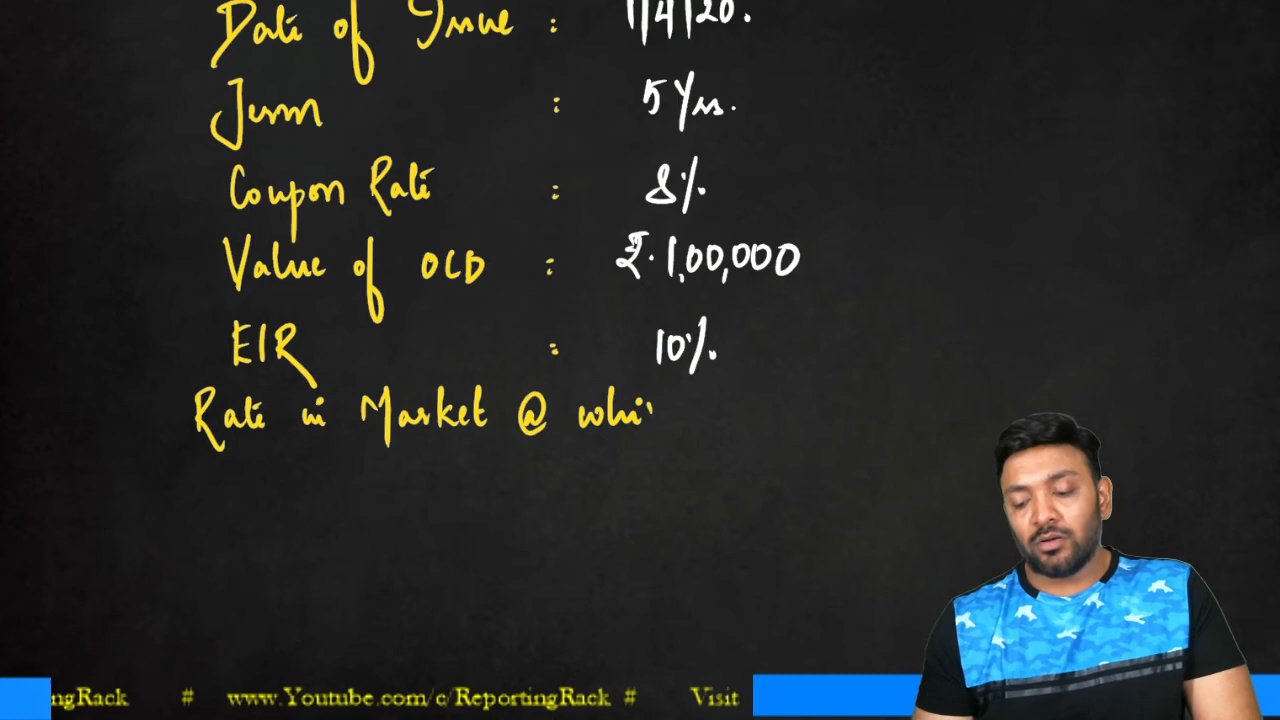 Date of Issue : 1/4/20.
Term : 5 Yrs.
Coupon Rate : 8%
Value of OCD : ₹. 1,00,000
EIR : 10%.
Rate in Market @ whi
ngRack # www.Youtube.com/c/ReportingRack # Visit